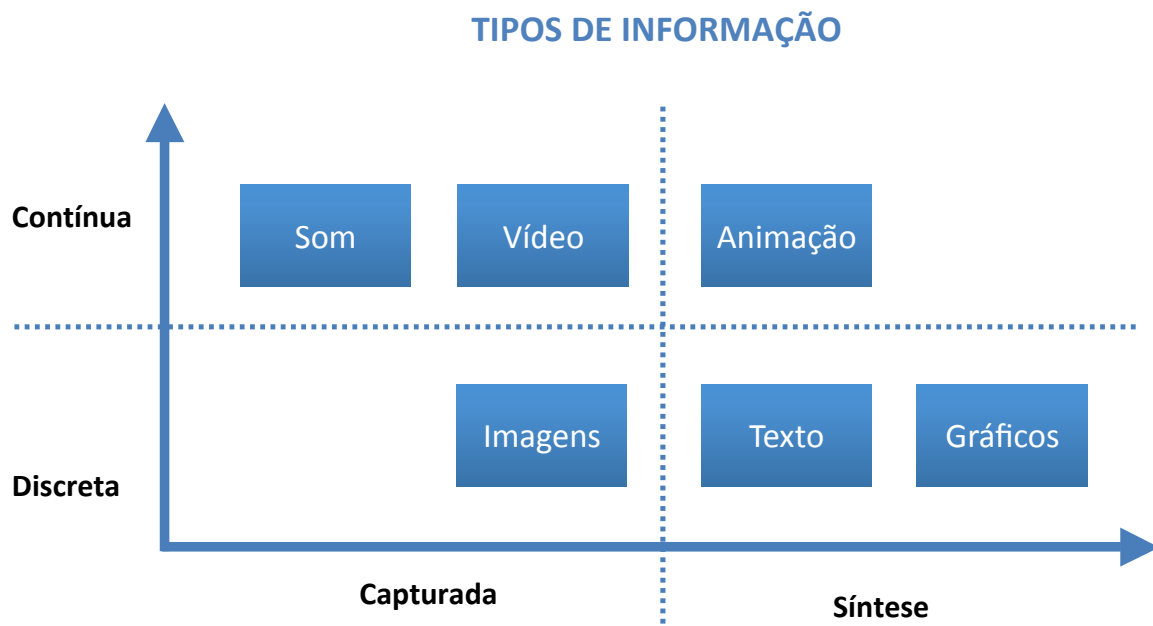 TIPOS DE INFORMAÇÃO
Contínua
Som
Vídeo
Animação
Imagens
Texto
Gráficos
Discreta
Capturada
Síntese